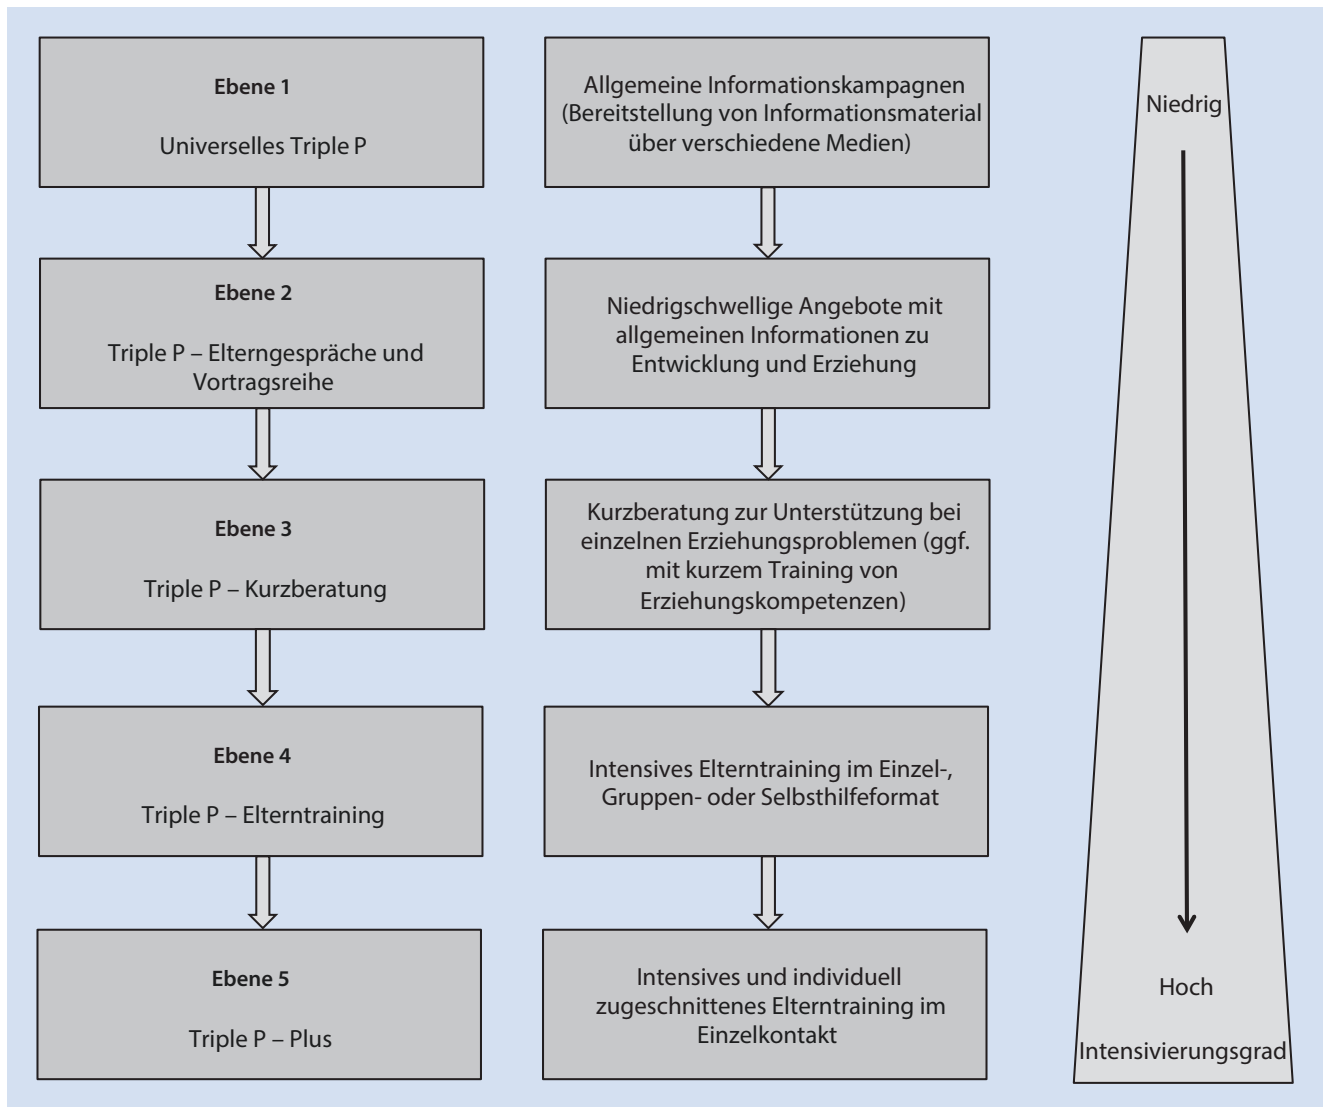 Ebene 1
Universelles Triple P
Allgemeine Informationskampagnen
(Bereitstellung von Informationsmaterial
über verschiedene Medien)
Ebene 2
Triple P – Elterngespräche und
Vortragsreihe
Niedrigschwellige Angebote mit
allgemeinen Informationen zu
Entwicklung und Erziehung
Ebene 3
Triple P – Kurzberatung
Kurzberatung zur Unterstützung bei
einzelnen Erziehungsproblemen (ggf.
mit kurzem Training von
Erziehungskompetenzen)
Ebene 4
Triple P – Elterntraining
Intensives Elterntraining im Einzel-,
Gruppen- oder Selbsthilfeformat
Ebene 5
Triple P – Plus
Intensives und individuell
zugeschnittenes Elterntraining im
Einzelkontakt
Niedrig
Hoch
Intensivierungsgrad